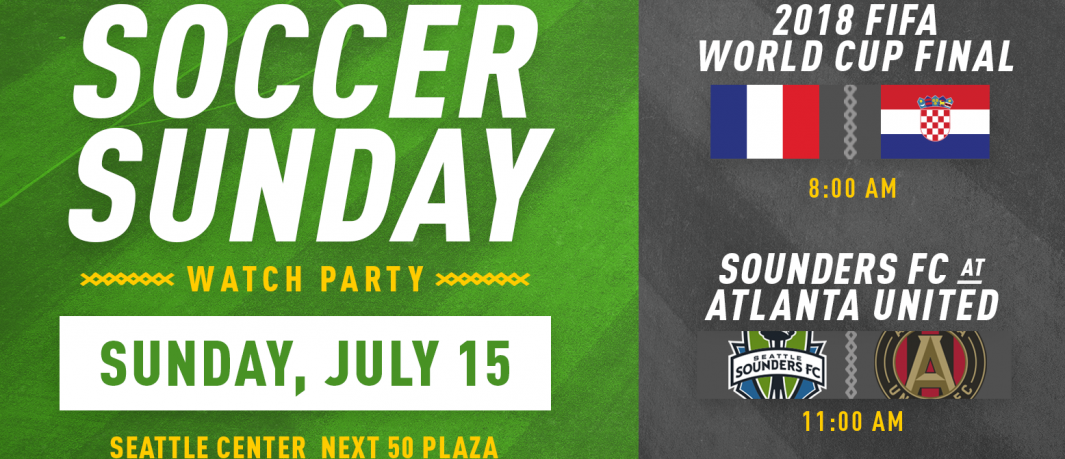 SOCCER
SUNDAY
WATCH PARTY
SUNDAY, JULY 15
SEATTLE CENTER NEXT 50 PLAZA
2018 FIFA
WORLD CUP FINAL
8:00 AM
SOUNDERS FC AT
ATLANTA UNITED
SEATTLE
SOUNDERS FC
A
11:00 AM